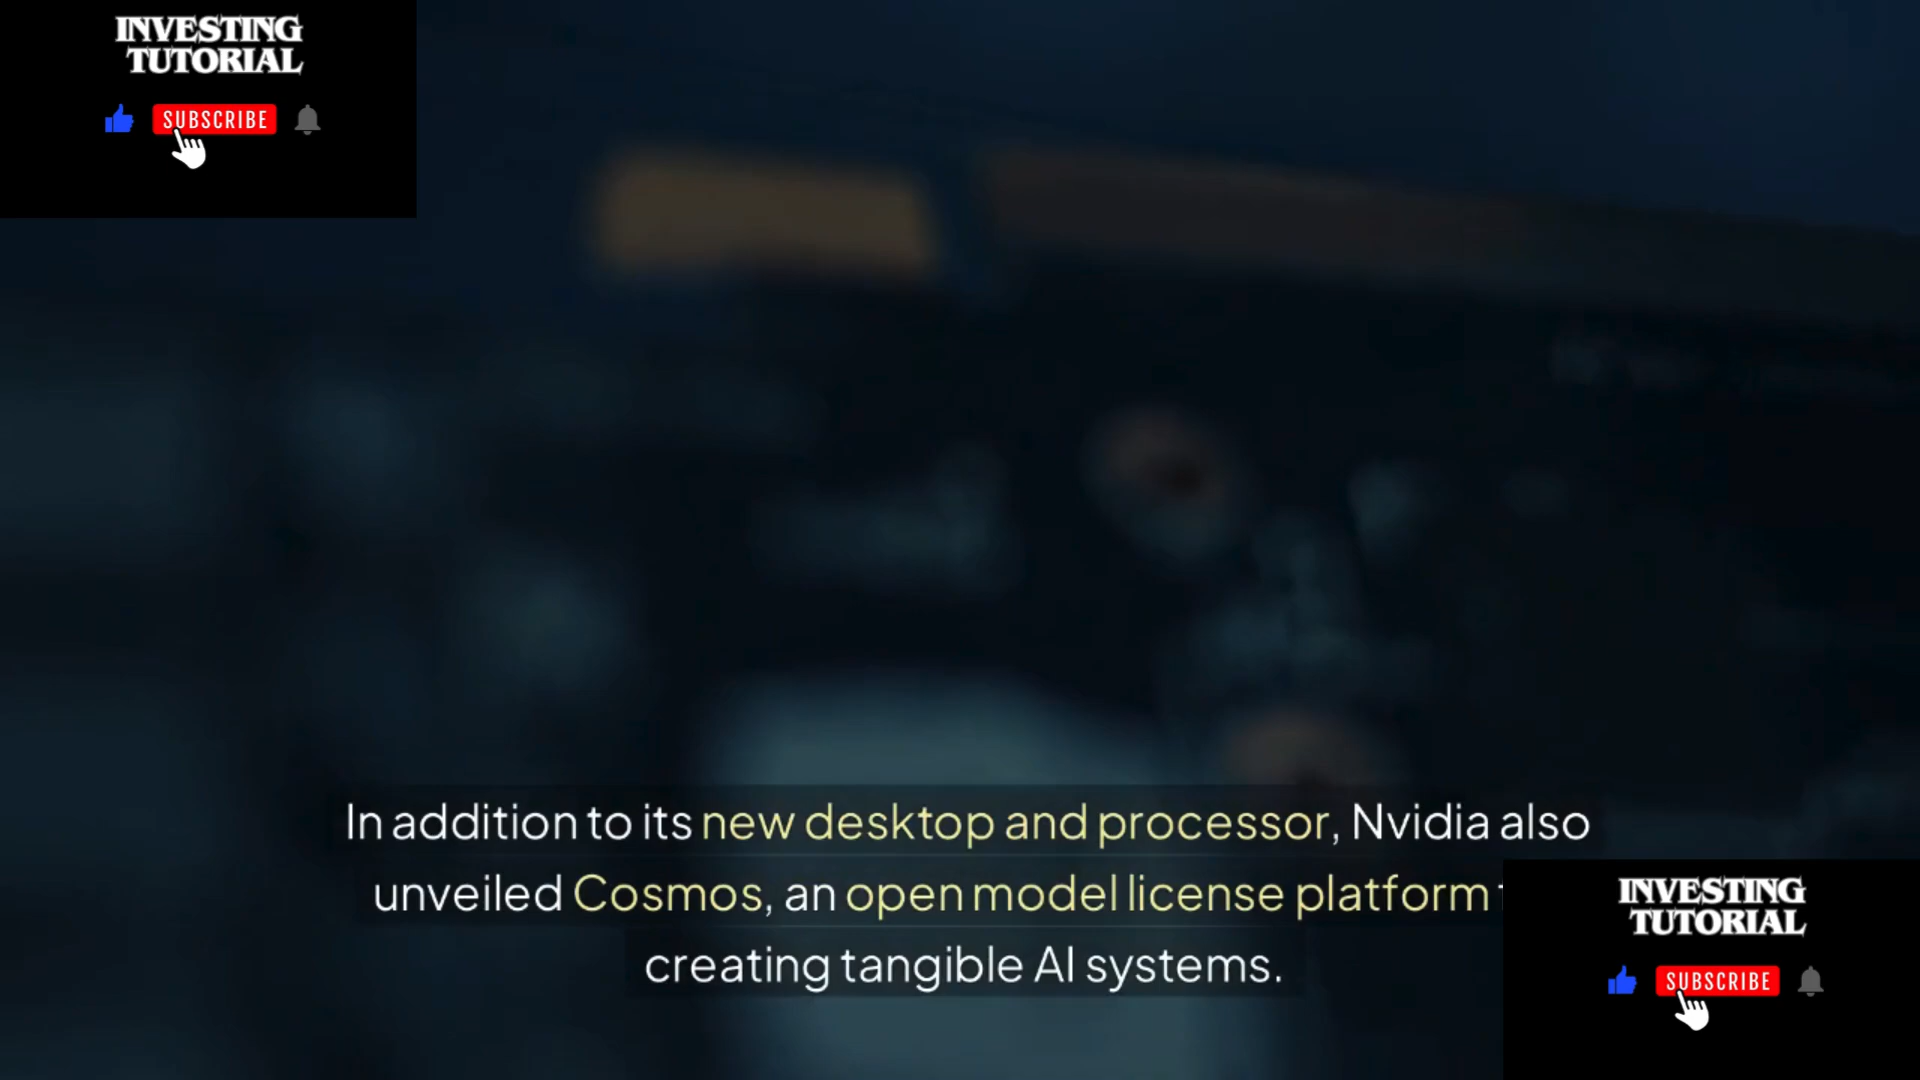 INVESTING
TUTORIAL
SUBSCRIBE
In addition to its new desktop and processor, Nvidia also
unveiled Cosmos, an open model license platform
creating tangible AI systems.
INVESTING
TUTORIAL
SUBSCRIBE